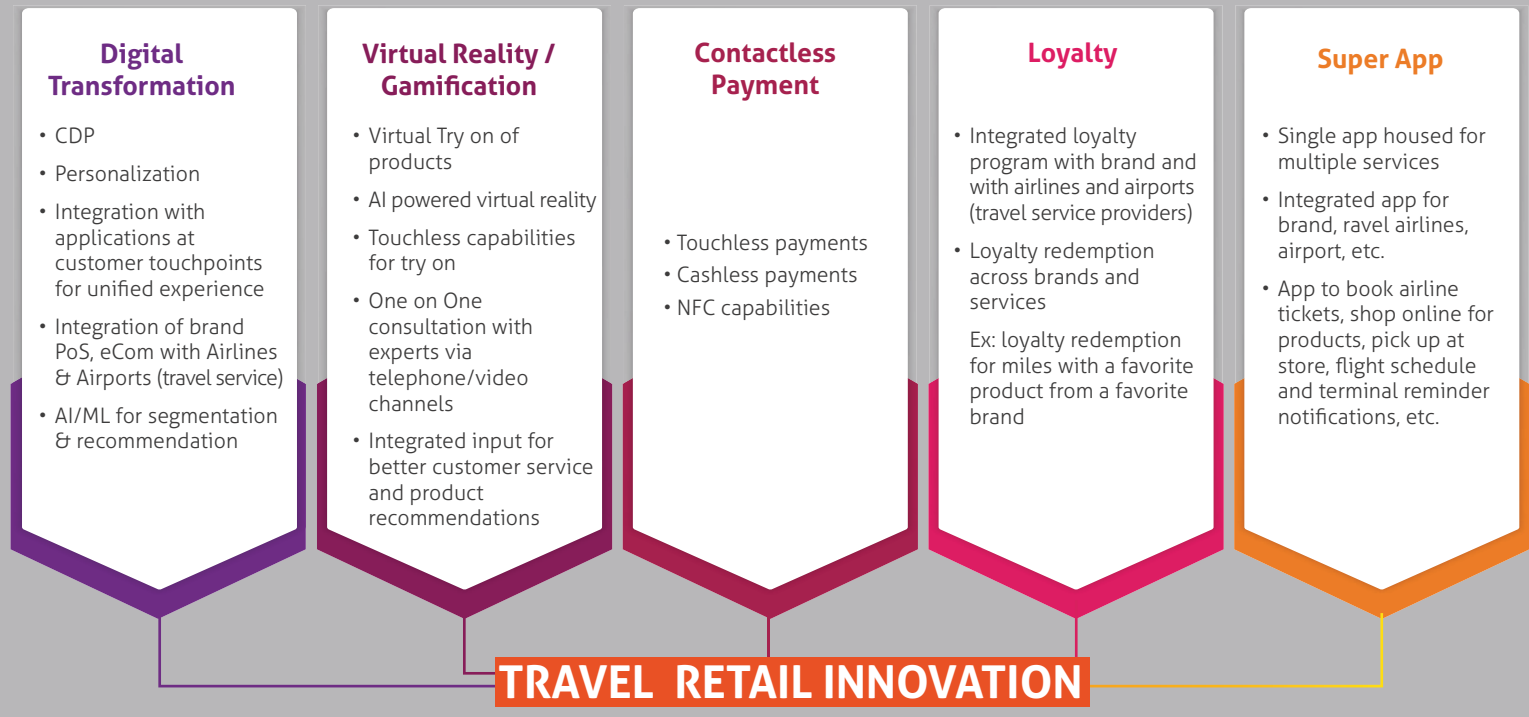 Digital
Transformation
• CDP
• Personalization
• Integration with
applications at
customer touchpoints
for unified experience
• Integration of brand
PoS, eCom with Airlines
& Airports (travel service)
• AI/ML for segmentation
& recommendation
Virtual Reality /
Gamification
• Virtual Try on of
products
• AI powered virtual reality
• Touchless capabilities
for try on
• One on One
consultation with
experts via
telephone/video
channels
• Integrated input for
better customer service
and product
recommendations
Contactless
Payment
• Touchless payments
• Cashless payments
• NFC capabilities
Loyalty
• Integrated loyalty
program with brand and
with airlines and airports
(travel service providers)
• Loyalty redemption
across brands and
services
Ex: loyalty redemption
for miles with a favorite
product from a favorite
brand
Super App
• Single app housed for
multiple services
• Integrated app for
brand, ravel airlines,
airport, etc.
• App to book airline
tickets, shop online for
products, pick up at
store, flight schedule
and terminal reminder
notifications, etc.
TRAVEL RETAIL INNOVATION